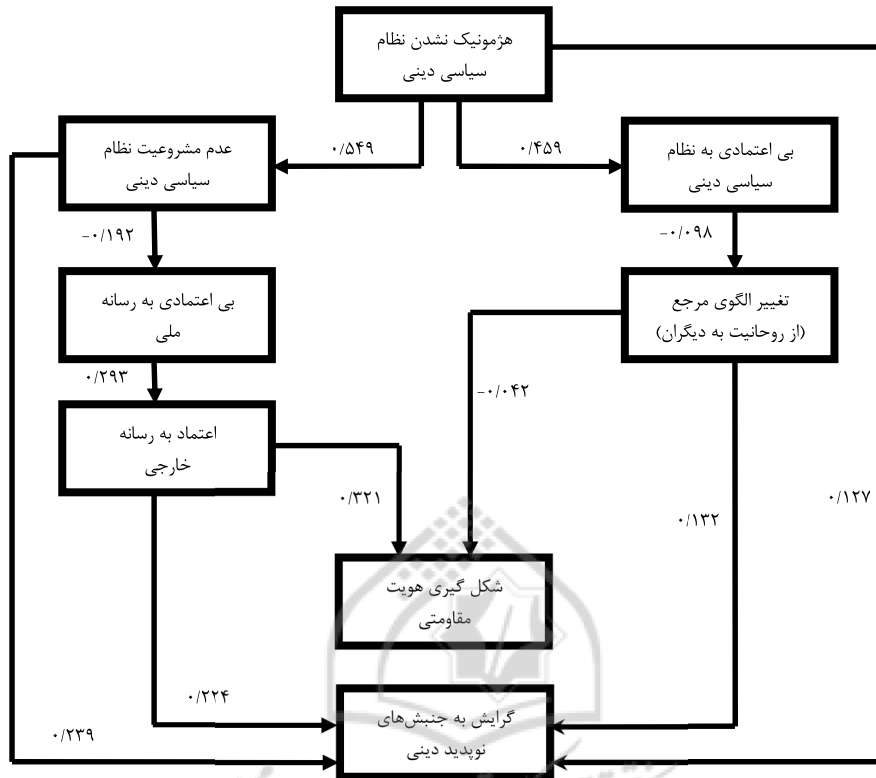 هژمونیک نشدن نظام
سیاسی دینی
عدم مشروعیت نظام
سیاسی دینی
۰/۵۴۹
۰/۴۵۹
بی اعتمادی به نظام
سیاسی دینی
-۰/۱۹۲
-۰/۰۹۸
بی اعتمادی به رسانه
ملی
تغییر الگوی مرجع
(از روحانیت به دیگران)
۰/۲۹۳
-۰/۰۴۲
اعتماد به رسانه
خارجی
۰/۳۲۱
۰/۱۳۲
۰/۱۲۷
شکل گیری هویت
مقاومتی
۰/۲۲۴
۰/۲۳۹
گرایش به جنبش‌های
نوپدید دینی